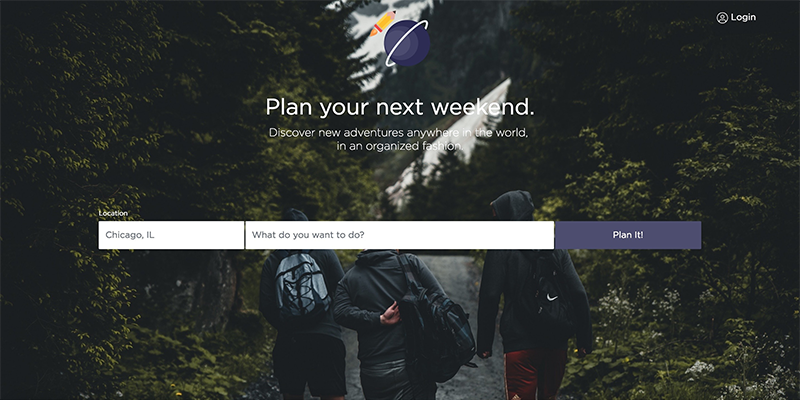 Login
Plan your next weekend.
Discover new adventures anywhere in the world,
in an organized fashion.
Location
Chicago, IL
What do you want to do?
Plan It!